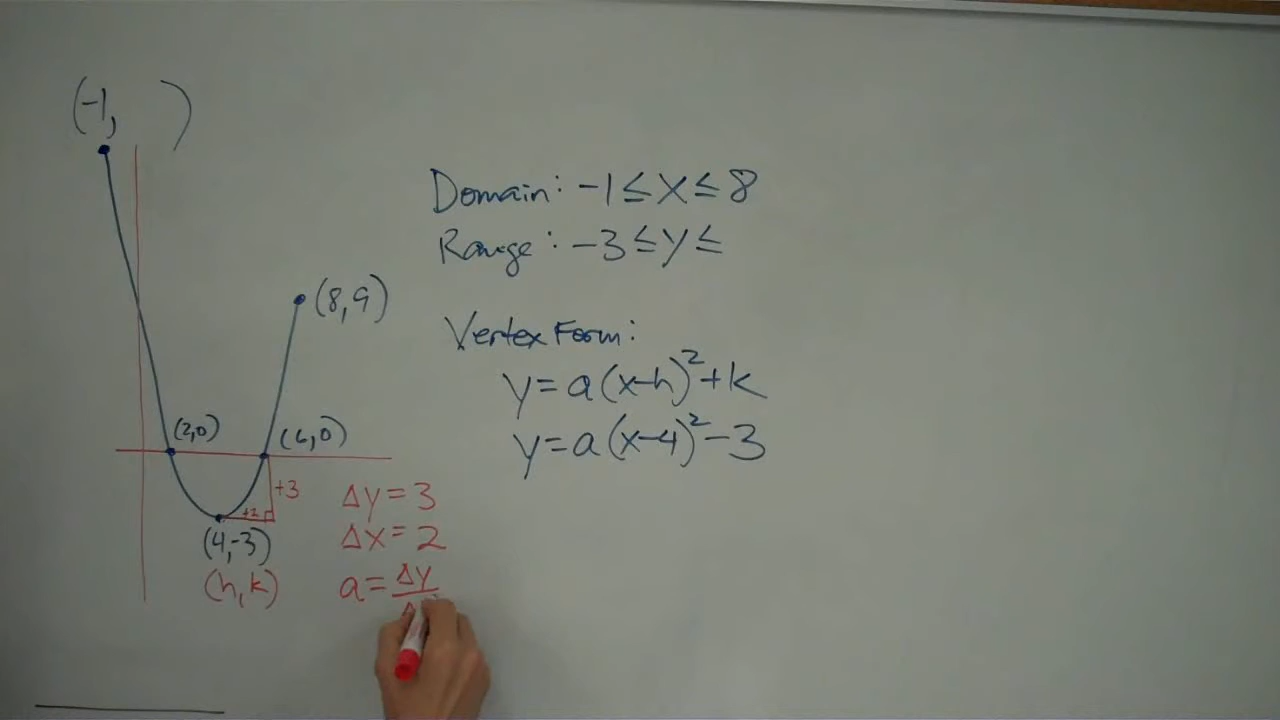 (-1, )
Domain: -1≤x≤8
Range: -3≤y≤
(8,9)
Vertex Form:
y=a(x-h)²+k
(2,0)
(6,0)
y=a(x-4)²-3
+3
+2
Δy=3
(4,-3)
Δx=2
(h,k)
a=Δy